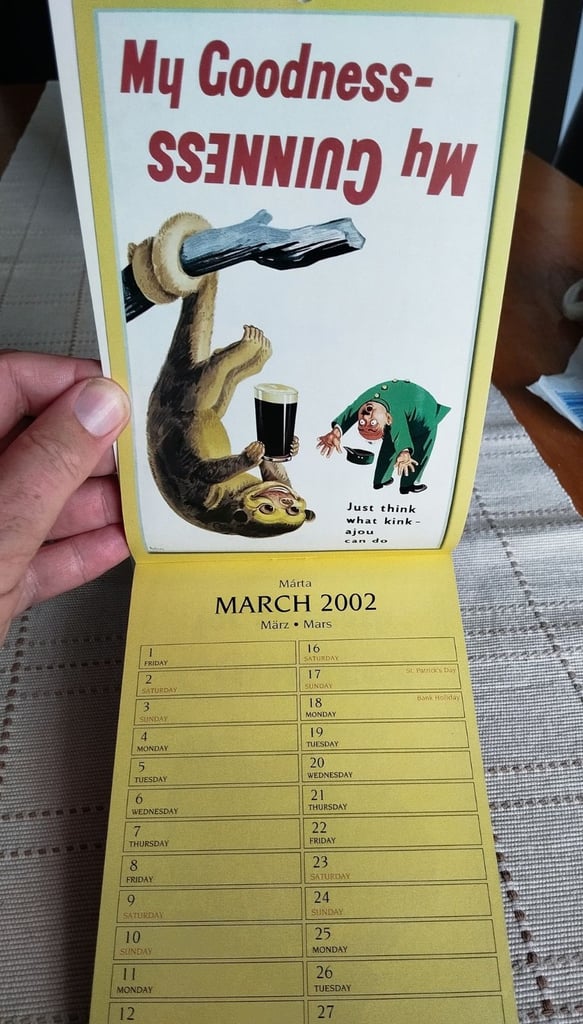 My Goodness-
My GUINNESS
Just think
what kink-
ajou
can do
Márta
MARCH 2002
März • Mars
1
FRIDAY
2
SATURDAY
3
SUNDAY
4
MONDAY
5
TUESDAY
6
WEDNESDAY
7
THURSDAY
8
FRIDAY
9
SATURDAY
10
SUNDAY
11
MONDAY
12
16
SATURDAY
17
St. Patrick's Day
SUNDAY
18
Bank Holiday
MONDAY
19
TUESDAY
20
WEDNESDAY
21
THURSDAY
22
FRIDAY
23
SATURDAY
24
SUNDAY
25
MONDAY
26
TUESDAY
27